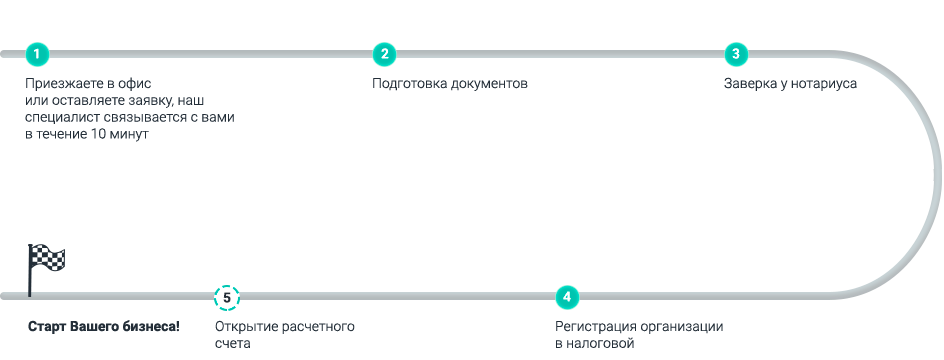 1
Приезжаете в офис
или оставляете заявку, наш
специалист связывается с вами
в течение 10 минут
2
Подготовка документов
3
Заверка у нотариуса
4
Регистрация организации
в налоговой
5
Открытие расчетного
счета
Старт Вашего бизнеса!